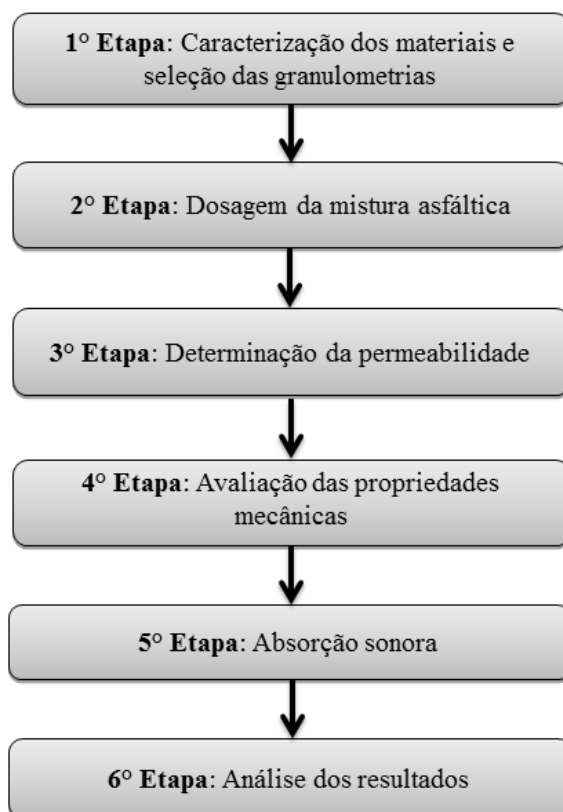 1° Etapa: Caracterização dos materiais e
seleção das granulometrias
2° Etapa: Dosagem da mistura asfáltica
3° Etapa: Determinação da permeabilidade
4° Etapa: Avaliação das propriedades
mecânicas
5° Etapa: Absorção sonora
6° Etapa: Análise dos resultados